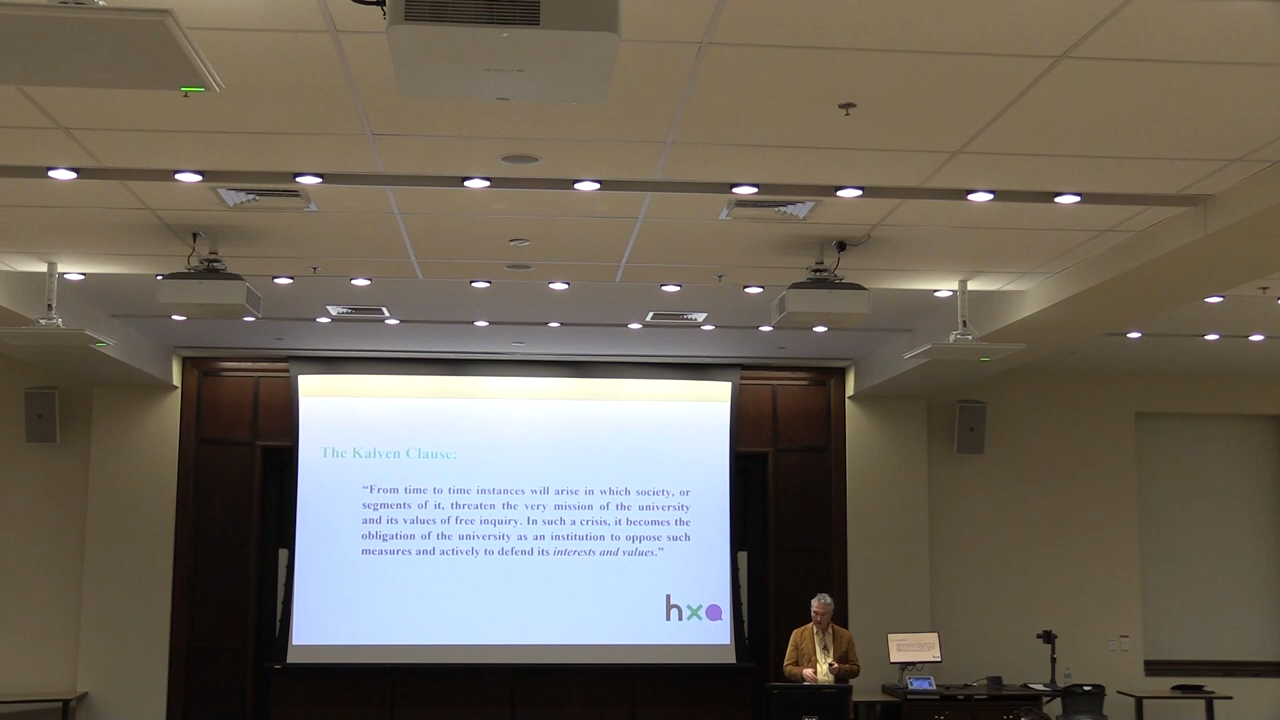 The Kalven Clause:
“From time to time instances will arise in which society, or
segments of it, threaten the very mission of the university
and its values of free inquiry. In such a crisis, it becomes the
obligation of the university as an institution to oppose such
measures and actively to defend its interests and values.”
hxa